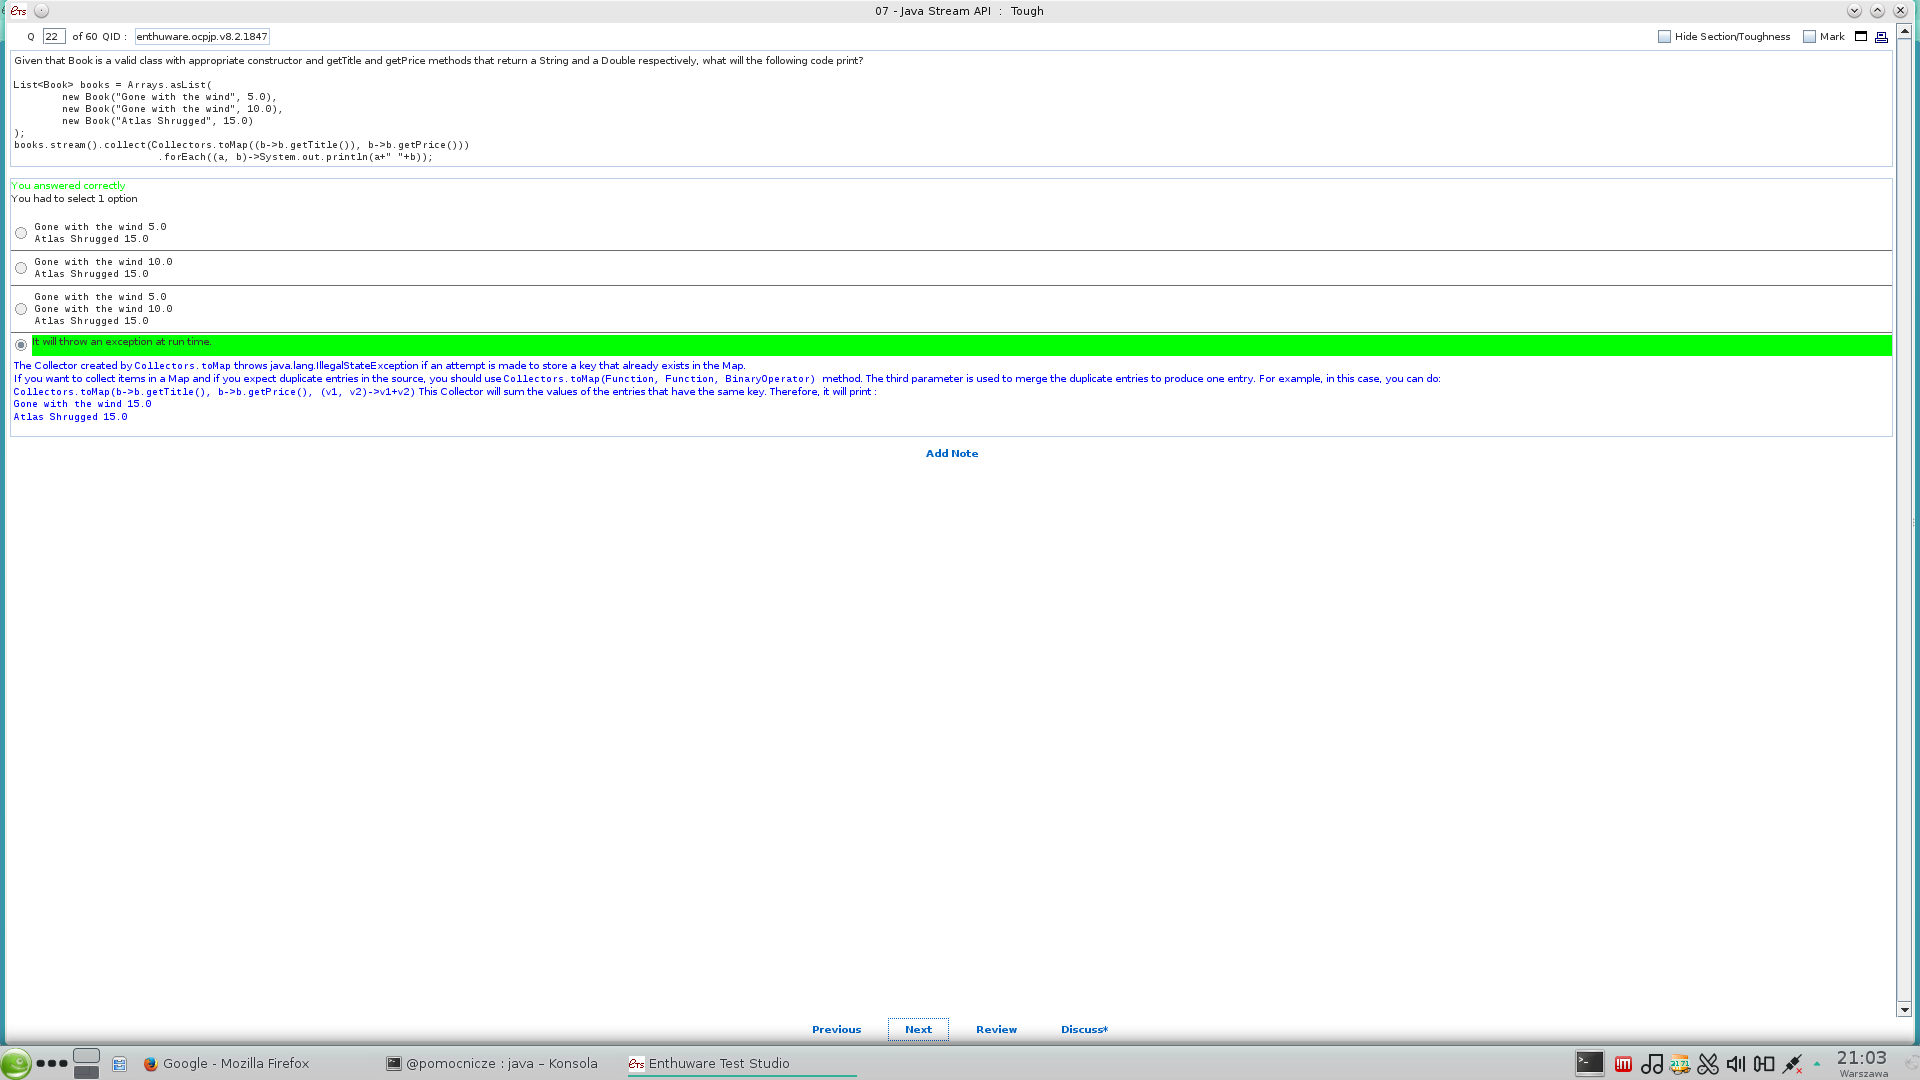 07 - Java Stream API : Tough
Q 22 of 60 QID : enthuware.ocpjp.v8.2.1847
Hide Section/Toughness Mark
Given that Book is a valid class with appropriate constructor and getTitle and getPrice methods that return a String and a Double respectively, what will the following code print?
List<Book> books = Arrays.asList(
new Book("Gone with the wind", 5.0),
new Book("Gone with the wind", 10.0),
new Book("Atlas Shrugged", 15.0)
);
books.stream().collect(Collectors.toMap((b->b.getTitle()), b->b.getPrice()))
.forEach((a, b)->System.out.println(a+" "+b));
You answered correctly
You had to select 1 option
Gone with the wind 5.0
Atlas Shrugged 15.0
Gone with the wind 10.0
Atlas Shrugged 15.0
Gone with the wind 5.0
Gone with the wind 10.0
Atlas Shrugged 15.0
It will throw an exception at run time.
The Collector created by Collectors.toMap throws java.lang.IllegalStateException if an attempt is made to store a key that already exists in the Map.
If you want to collect items in a Map and if you expect duplicate entries in the source, you should use Collectors.toMap(Function, Function, BinaryOperator) method. The third parameter is used to merge the duplicate entries to produce one entry. For example, in this case, you can do:
Collectors.toMap(b->b.getTitle(), b->b.getPrice(), (v1, v2)->v1+v2) This Collector will sum the values of the entries that have the same key. Therefore, it will print :
Gone with the wind 15.0
Atlas Shrugged 15.0
Add Note
Previous Next Review Discuss*
Google - Mozilla Firefox @pomocnicze : java – Konsola Enthuware Test Studio 21:03
Warszawa